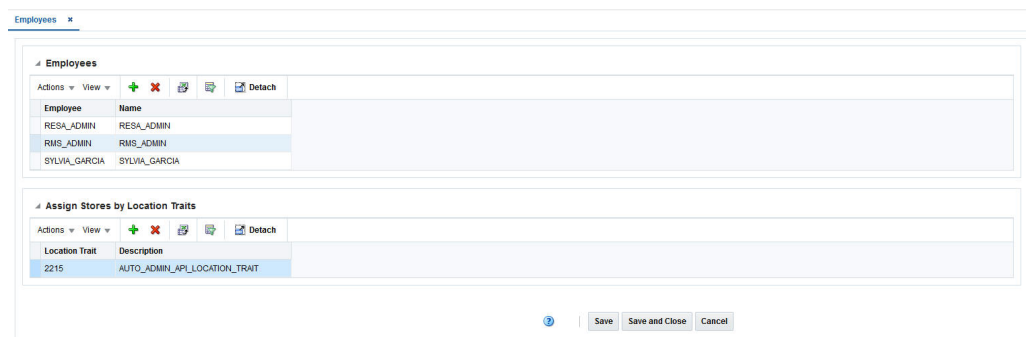 Employees ×
Employees
Actions View Detach
Employee Name
RESA_ADMIN RESA_ADMIN
RMS_ADMIN RMS_ADMIN
SYLVIA_GARCIA SYLVIA_GARCIA
Assign Stores by Location Traits
Actions View Detach
Location Trait Description
2215 AUTO_ADMIN_API_LOCATION_TRAIT
? Save Save and Close Cancel